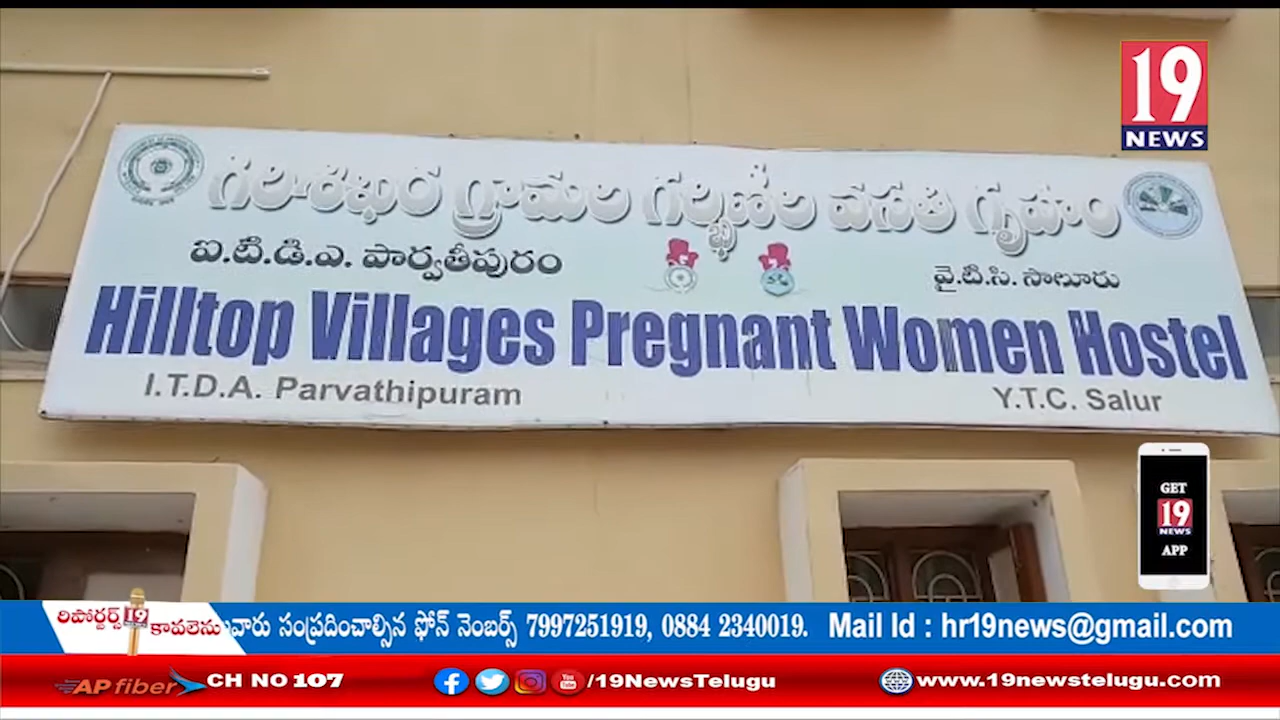 19
NEWS
గిరిశిఖర గ్రామల గర్భిణీల వసతి గృహం
ఐ.టి.డి.ఎ. పార్వతీపురం
వై.టి.సి. సాలూరు
Hilltop Villages Pregnant Women Hostel
I.T.D.A. Parvathipuram
Y.T.C. Salur
GET
19
NEWS
APP
రిపోర్టర్స్ 19 కావలెను
వారు సంప్రదించాల్సిన ఫోన్ నెంబర్స్ 7997251919, 0884 2340019. Mail Id : hr19news@gmail.com
AP fiber CH NO 107 /19NewsTelugu www.19newstelugu.com